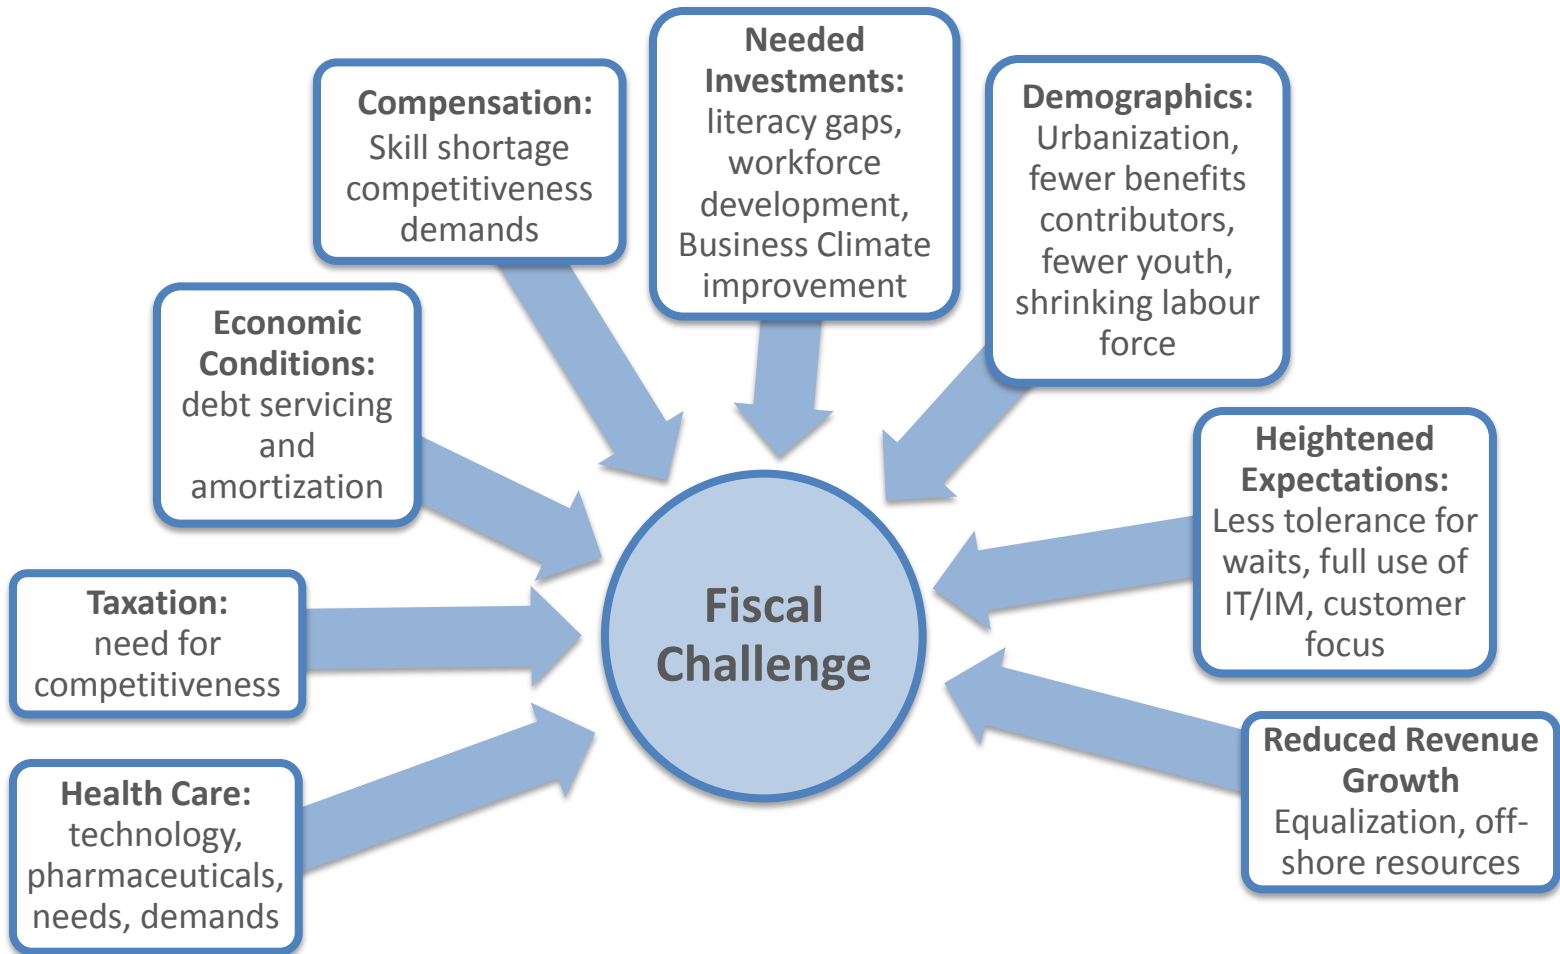 Needed
Investments:
literacy gaps,
workforce
development,
Business Climate
improvement
Compensation:
Skill shortage
competitiveness
demands
Demographics:
Urbanization,
fewer benefits
contributors,
fewer youth,
shrinking labour
force
Economic
Conditions:
debt servicing
and
amortization
Heightened
Expectations:
Less tolerance for
waits, full use of
IT/IM, customer
focus
Taxation:
need for
competitiveness
Fiscal
Challenge
Health Care:
technology,
pharmaceuticals,
needs, demands
Reduced Revenue
Growth
Equalization, off-
shore resources